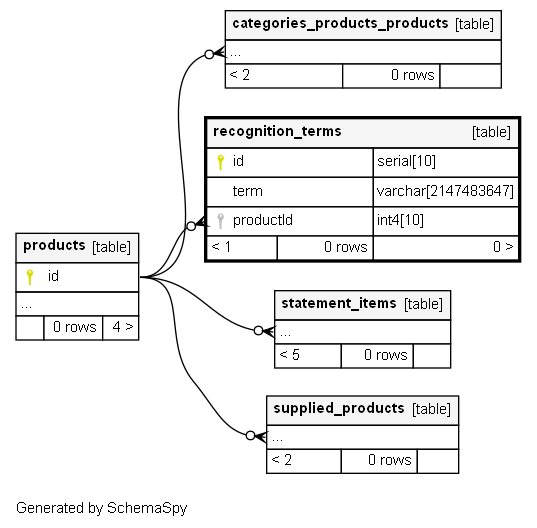 categories_products_products [table]
...
< 2 0 rows
recognition_terms [table]
id serial[10]
term varchar[2147483647]
productId int4[10]
< 1 0 rows 0 >
products [table]
id
...
0 rows 4 >
statement_items [table]
...
< 5 0 rows
supplied_products [table]
...
< 2 0 rows
Generated by SchemaSpy